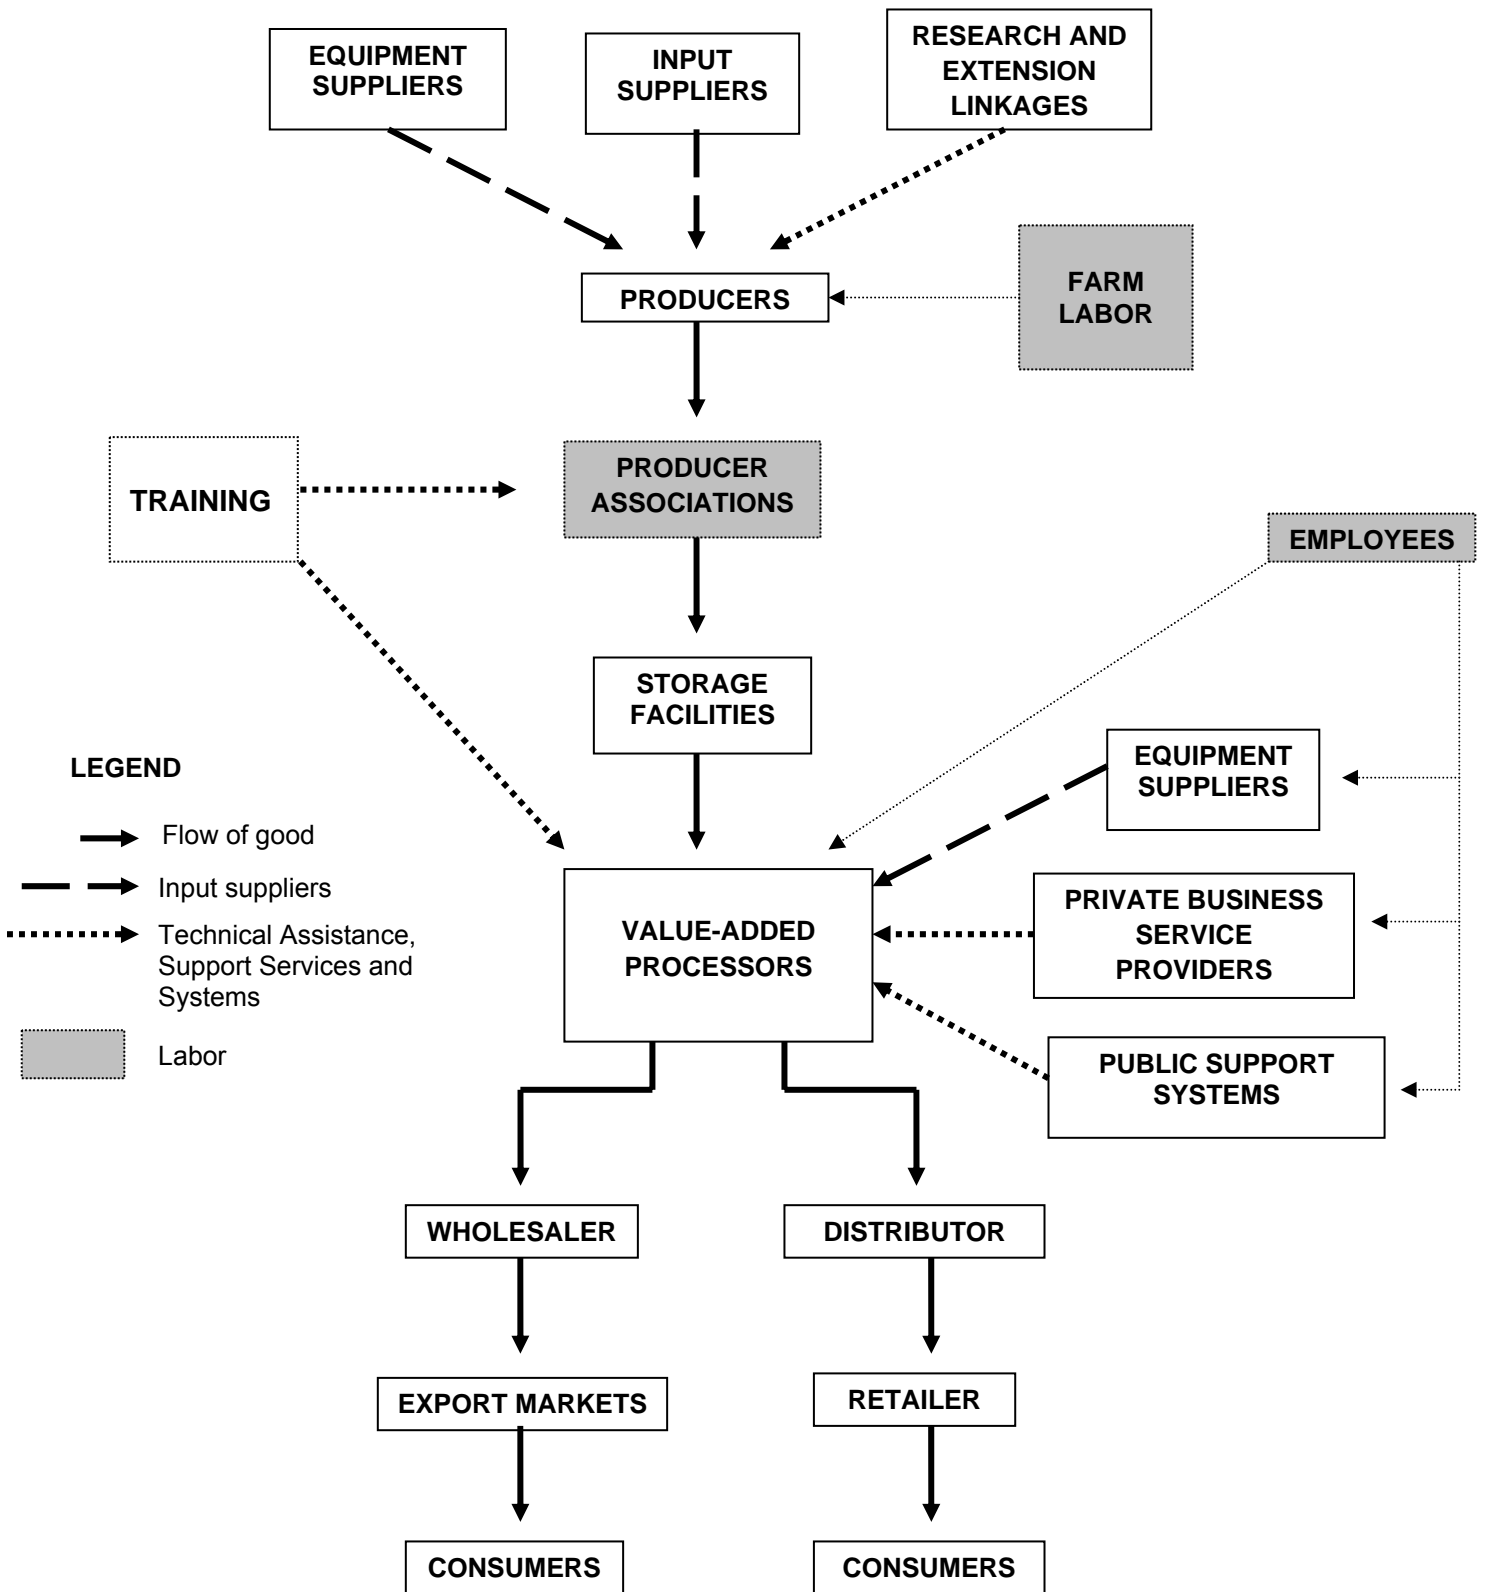 EQUIPMENT
SUPPLIERS
INPUT
SUPPLIERS
RESEARCH AND
EXTENSION
LINKAGES
PRODUCERS
FARM
LABOR
TRAINING
PRODUCER
ASSOCIATIONS
EMPLOYEES
STORAGE
FACILITIES
LEGEND
Flow of good
Input suppliers
Technical Assistance,
Support Services and
Systems
Labor
EQUIPMENT
SUPPLIERS
VALUE-ADDED
PROCESSORS
PRIVATE BUSINESS
SERVICE
PROVIDERS
PUBLIC SUPPORT
SYSTEMS
WHOLESALER
DISTRIBUTOR
EXPORT MARKETS
RETAILER
CONSUMERS
CONSUMERS